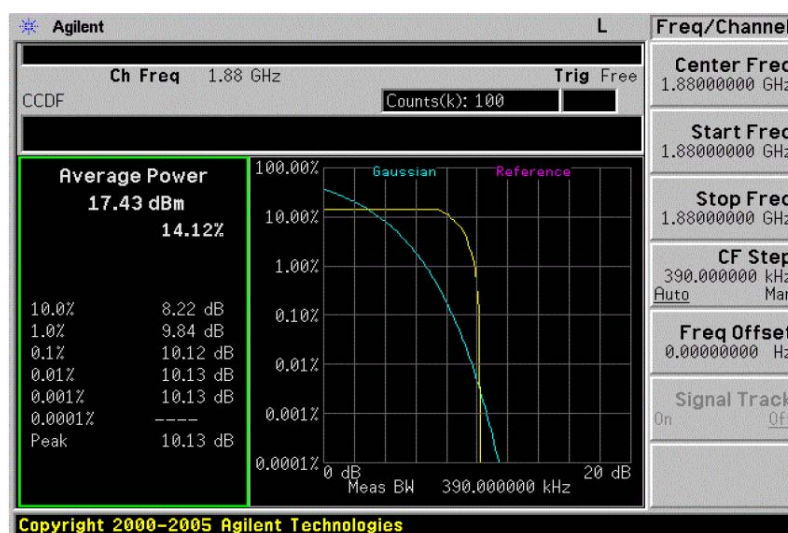 Agilent L
Ch Freq 1.88 GHz Trig Free
CCDF Counts(k): 100
Average Power
17.43 dBm
14.12%
10.0% 8.22 dB
1.0% 9.84 dB
0.1% 10.12 dB
0.01% 10.13 dB
0.001% 10.13 dB
0.0001% ----
Peak 10.13 dB
Gaussian Reference
100.00%
10.00%
1.00%
0.10%
0.01%
0.001%
0.0001%
0 dB 20 dB
Meas BW 390.000000 kHz
Freq/Channel
Center Freq
1.88000000 GHz
Start Freq
1.88000000 GHz
Stop Freq
1.88000000 GHz
CF Step
390.000000 kHz
Auto Man
Freq Offset
0.00000000 Hz
Signal Track
On Off
Copyright 2000-2005 Agilent Technologies